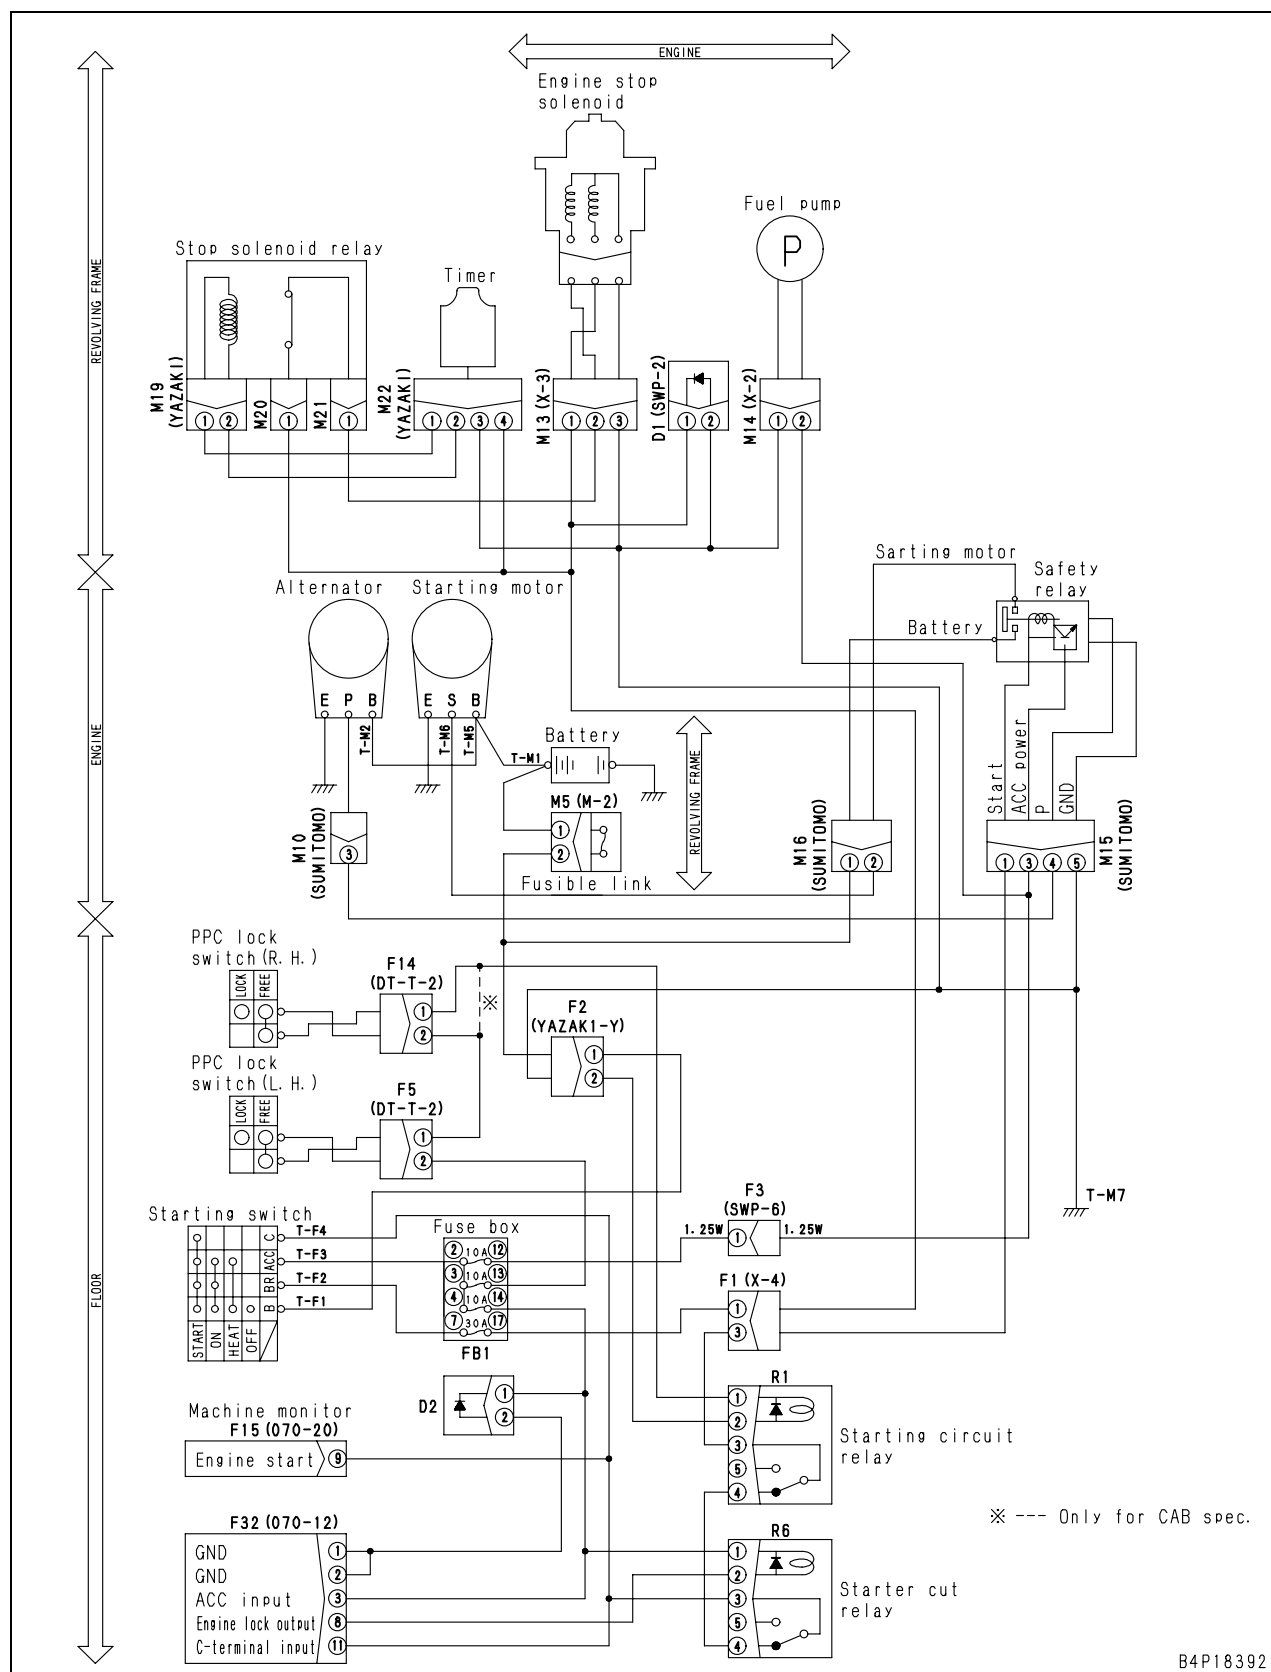 ENGINE
Engine stop
solenoid
Fuel pump
Stop solenoid relay
Timer
P
REVOLVING FRAME
M19
(YAZAKI)
M20
M21
M22
(YAZAKI)
M13 (X-3)
D1 (SWP-2)
M14 (X-2)
1 2 1 1 1 2 3 4 1 2 3 1 2 1 2
Sarting motor
Safety
relay
Battery
Alternator
Starting motor
E P B
E S B
T-M2
T-M6
T-M5
T-M1
Battery
ENGINE
REVOLVING FRAME
M5 (M-2)
1
2
Fusible link
M10
(SUMITOMO)
3
M16
(SUMITOMO)
1 2
Start
ACC power
P
GND
M15
(SUMITOMO)
1 3 4 5
PPC lock
switch(R.H.)
LOCK
FREE
F14
(DT-T-2)
1
2
※
F2
(YAZAK1-Y)
1
2
PPC lock
switch(L.H.)
LOCK
FREE
F5
(DT-T-2)
1
2
T-M7
FLOOR
Starting switch
C
ACC
BR
B
START
ON
HEAT
OFF
T-F4
T-F3
T-F2
T-F1
Fuse box
2 10A 12
3 10A 13
4 10A 14
7 30A 17
FB1
F3
(SWP-6)
1.25W 1 1.25W
F1 (X-4)
1
3
D2
1
2
R1
1
2
3
5
4
Starting circuit
relay
Machine monitor
F15 (070-20)
Engine start 9
F32 (070-12)
GND 1
GND 2
ACC input 3
Engine lock output 8
C-terminal input 11
R6
1
2
3
5
4
Starter cut
relay
※ --- Only for CAB spec.
B4P18392